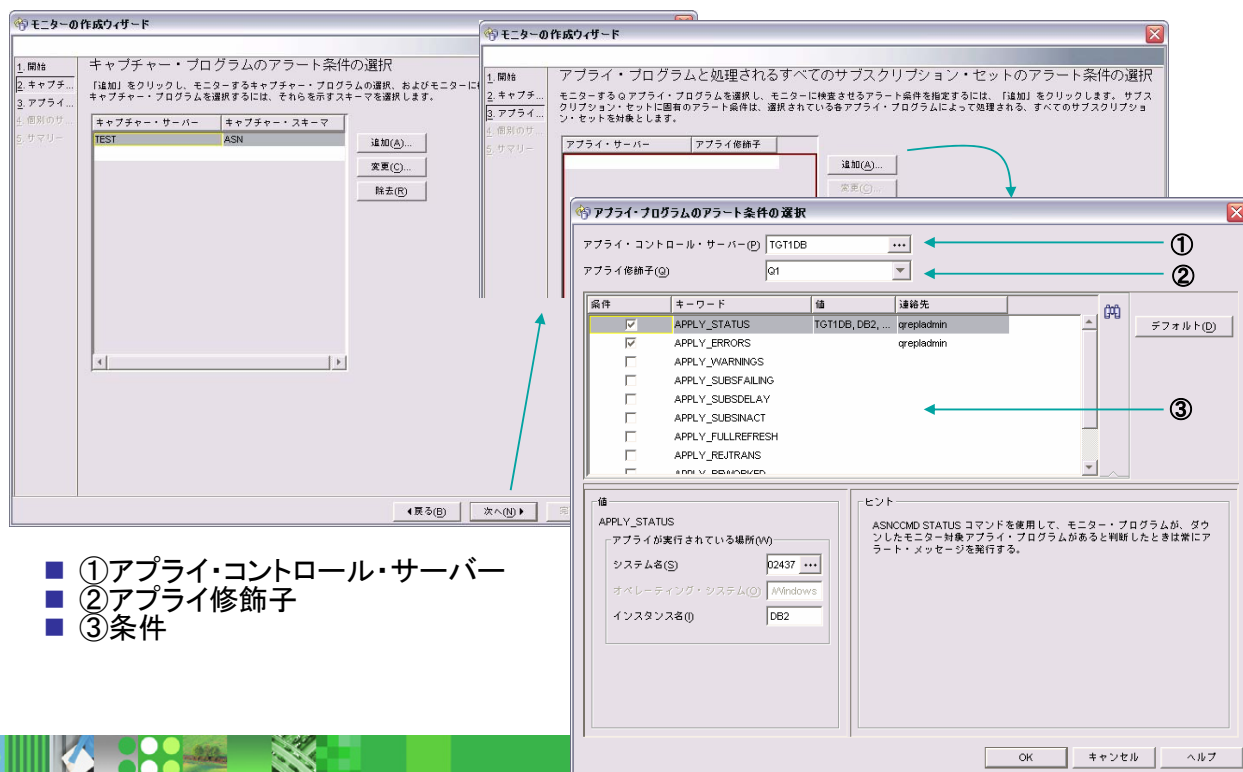 モニターの作成ウィザード
1. 開始
2. キャプチ...
3. アプライ...
4. 個別のサ...
5. サマリー
キャプチャー・プログラムのアラート条件の選択
「追加」をクリックし、モニターするキャプチャー・プログラムの選択、およびモニターに
キャプチャー・プログラムを選択するには、それらを示すスキーマを選択します。
キャプチャー・サーバー キャプチャー・スキーマ
TEST ASN
追加(A)...
変更(C)...
除去(R)
戻る(B) 次へ(N)
モニターの作成ウィザード
1. 開始
2. キャプチ...
3. アプライ...
4. 個別のサ...
5. サマリー
アプライ・プログラムと処理されるすべてのサブスクリプション・セットのアラート条件の選択
モニターする Q アプライ・プログラムを選択し、モニターに検査させるアラート条件を指定するには、「追加」をクリックします。 サブス
クリプション・セットに固有のアラート条件は、選択されている各アプライ・プログラムによって処理される、すべてのサブスクリプショ
ン・セットを対象とします。
アプライ・サーバー アプライ修飾子
追加(A)...
変更(C)...
アプライ・プログラムのアラート条件の選択
アプライ・コントロール・サーバー(P) TGT1DB ... ①
アプライ修飾子(Q) Q1 ②
条件 キーワード 値 連絡先
APPLY_STATUS TGT1DB, DB2, ... qrepladmin
APPLY_ERRORS qrepladmin
APPLY_WARNINGS
APPLY_SUBSFAILING
APPLY_SUBSDELAY
APPLY_SUBSINACT
APPLY_FULLREFRESH
APPLY_REJTRANS
APPLY_REWORKED
デフォルト(D)
③
値
APPLY_STATUS
アプライが実行されている場所(W)
システム名(S) 02437 ...
オペレーティング・システム(O) Windows
インスタンス名(I) DB2
ヒント
ASNCCMD STATUS コマンドを使用して、モニター・プログラムが、ダウ
ンしたモニター対象アプライ・プログラムがあると判断したときは常にア
ラート・メッセージを発行する。
OK キャンセル ヘルプ
■ ①アプライ・コントロール・サーバー
■ ②アプライ修飾子
■ ③条件